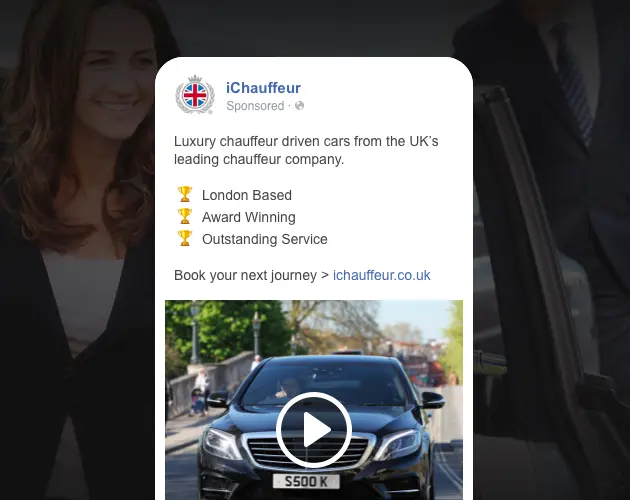 iChauffeur
Sponsored ·
Luxury chauffeur driven cars from the UK’s
leading chauffeur company.
🏆 London Based
🏆 Award Winning
🏆 Outstanding Service
Book your next journey > ichauffeur.co.uk
S500 K